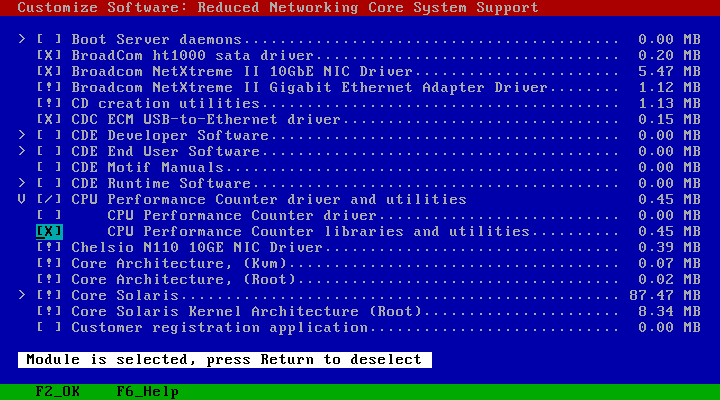 Customize Software: Reduced Networking Core System Support
> [ ] Boot Server daemons.......................................... 0.00 MB
[X] BroadCom ht1000 sata driver.................................. 0.20 MB
[X] Broadcom NetXtreme II 10GbE NIC Driver....................... 5.47 MB
[!] Broadcom NetXtreme II Gigabit Ethernet Adapter Driver........ 1.12 MB
[!] CD creation utilities........................................ 1.13 MB
[X] CDC ECM USB-to-Ethernet driver............................... 0.15 MB
> [ ] CDE Developer Software....................................... 0.00 MB
> [ ] CDE End User Software........................................ 0.00 MB
[ ] CDE Motif Manuals............................................ 0.00 MB
> [ ] CDE Runtime Software......................................... 0.00 MB
V [/] CPU Performance Counter driver and utilities 0.45 MB
[ ] CPU Performance Counter driver........................... 0.00 MB
[X] CPU Performance Counter libraries and utilities.......... 0.45 MB
[!] Chelsio N110 10GE NIC Driver................................. 0.39 MB
[!] Core Architecture, (Kvm)..................................... 0.07 MB
[!] Core Architecture, (Root).................................... 0.02 MB
> [!] Core Solaris................................................. 87.47 MB
[!] Core Solaris Kernel Architecture (Root)...................... 8.34 MB
[ ] Customer registration application............................ 0.00 MB
Module is selected, press Return to deselect
F2_OK F6_Help